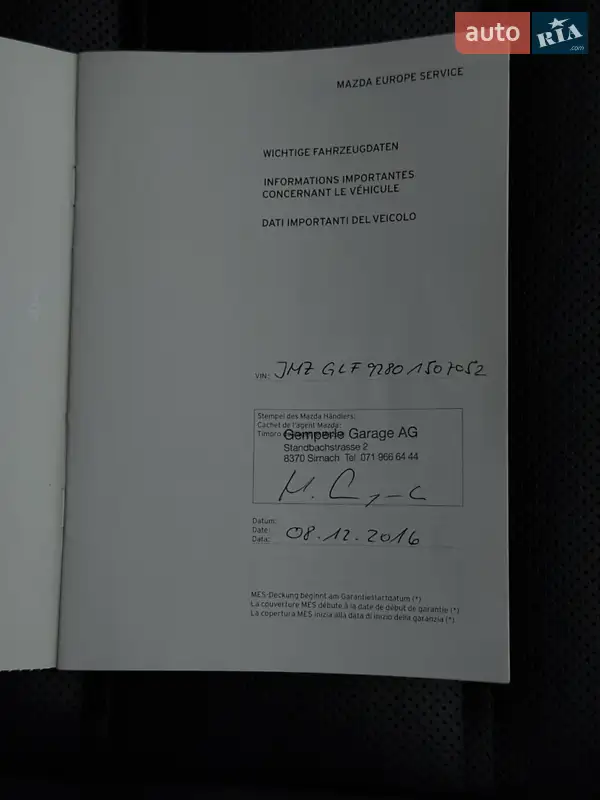 auto RIA .com
MAZDA EUROPE SERVICE
WICHTIGE FAHRZEUGDATEN
INFORMATIONS IMPORTANTES
CONCERNANT LE VÉHICULE
DATI IMPORTANTI DEL VEICOLO
VIN: JMZ GLF 9280 1507052
Stempel des Mazda Händlers:
Cachet de l'agent Mazda:
Timbro
Gemperle Garage AG
Standbachstrasse 2
8370 Sirnach Tel 071 966 64 44
Datum:
Date:
Data:
08.12.2016
MES-Deckung beginnt am Garantiestartdatum (*)
La couverture MES débute à la date de début de garantie (*)
La copertura MES inizia alla data di inizio della garanzia (*)